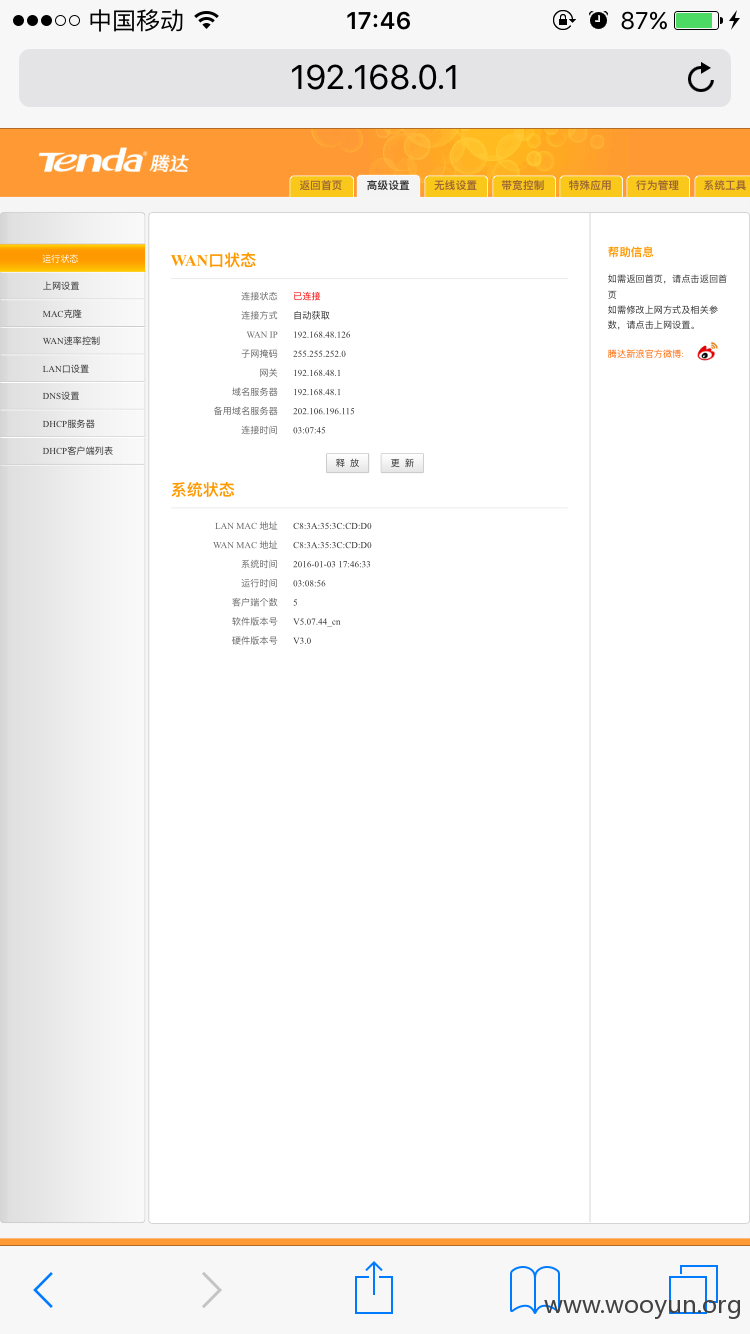 中国移动
17:46
87%
192.168.0.1
Tenda 腾达
返回首页 高级设置 无线设置 带宽控制 特殊应用 行为管理 系统工具
运行状态
上网设置
MAC克隆
WAN速率控制
LAN口设置
DNS设置
DHCP服务器
DHCP客户端列表
WAN口状态
连接状态 已连接
连接方式 自动获取
WAN IP 192.168.48.126
子网掩码 255.255.252.0
网关 192.168.48.1
域名服务器 192.168.48.1
备用域名服务器 202.106.196.115
连接时间 03:07:45
释 放 更 新
系统状态
LAN MAC 地址 C8:3A:35:3C:CD:D0
WAN MAC 地址 C8:3A:35:3C:CD:D0
系统时间 2016-01-03 17:46:33
运行时间 03:08:56
客户端个数 5
软件版本号 V5.07.44_cn
硬件版本号 V3.0
帮助信息
如需返回首页，请点击返回首
页
如需修改上网方式及相关参
数，请点击上网设置。
腾达新浪官方微博:
www.wooyun.org